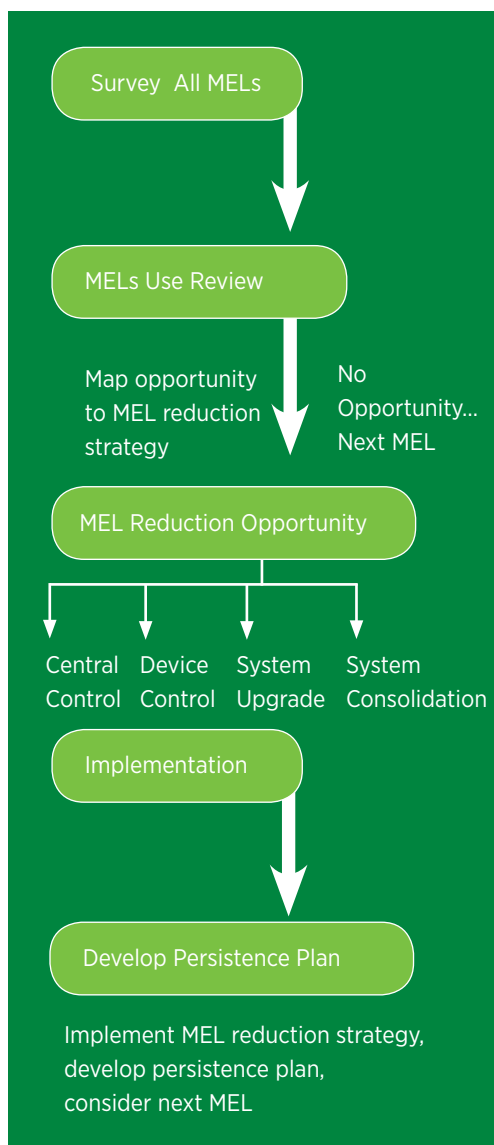 Survey All MELs
MELs Use Review
Map opportunity
to MEL reduction
strategy
No
Opportunity...
Next MEL
MEL Reduction Opportunity
Central
Control
Device
Control
System
Upgrade
System
Consolidation
Implementation
Develop Persistence Plan
Implement MEL reduction strategy,
develop persistence plan,
consider next MEL